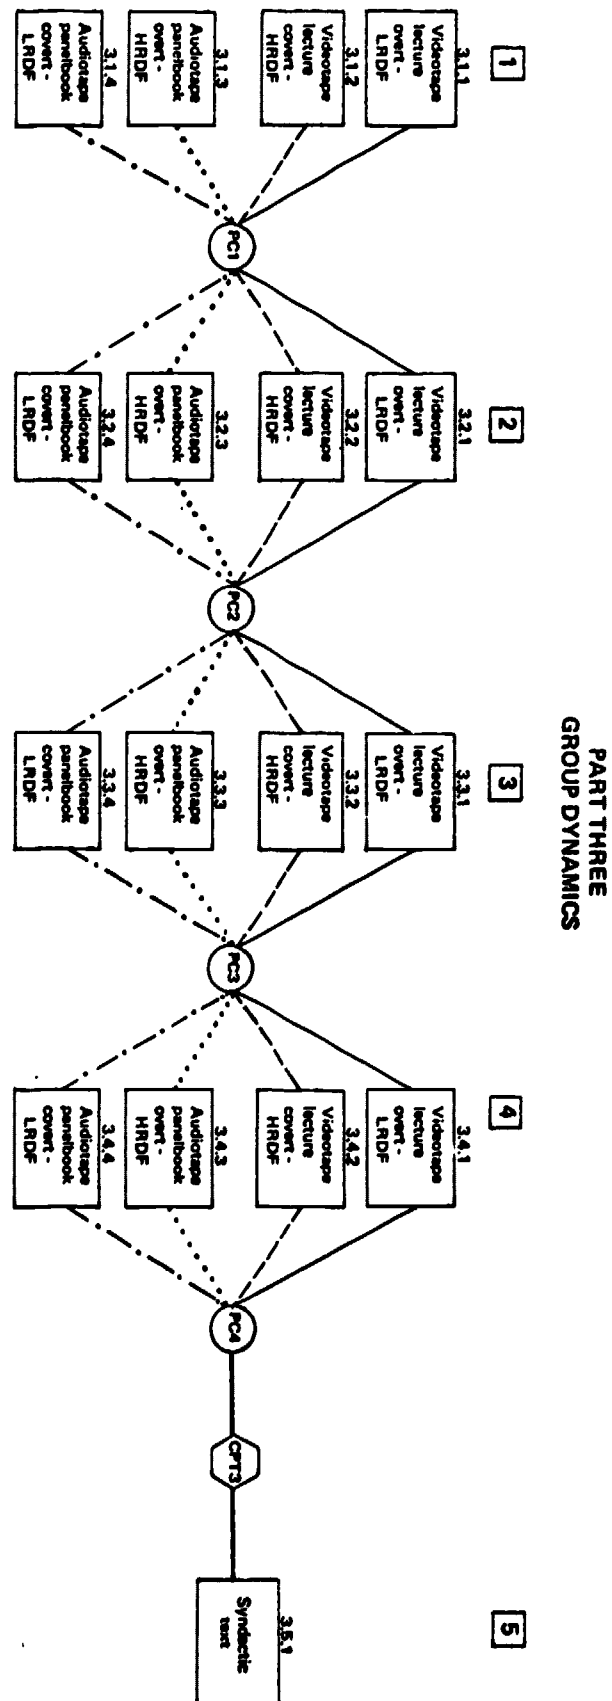 PART THREE
GROUP DYNAMICS
1
2
3
4
5
3.1.1
Videotape
lecture
overt -
LRDF
3.1.2
Videotape
lecture
covert -
HRDF
3.1.3
Audiotape
panelbook
overt -
HRDF
3.1.4
Audiotape
panelbook
covert -
LRDF
PC1
3.2.1
Videotape
lecture
overt -
LRDF
3.2.2
Videotape
lecture
covert -
HRDF
3.2.3
Audiotape
panelbook
overt -
HRDF
3.2.4
Audiotape
panelbook
covert -
LRDF
PC2
3.3.1
Videotape
lecture
overt -
LRDF
3.3.2
Videotape
lecture
covert -
HRDF
3.3.3
Audiotape
panelbook
overt -
HRDF
3.3.4
Audiotape
panelbook
covert -
LRDF
PC3
3.4.1
Videotape
lecture
overt -
LRDF
3.4.2
Videotape
lecture
covert -
HRDF
3.4.3
Audiotape
panelbook
overt -
HRDF
3.4.4
Audiotape
panelbook
covert -
LRDF
PC4
CPT3
3.5.1
Syndactic
text